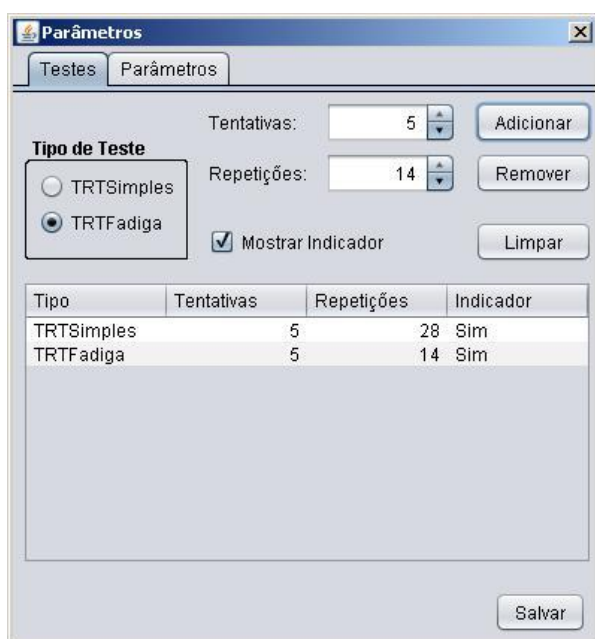 Parâmetros
Testes Parâmetros
Tentativas: 5 Adicionar
Tipo de Teste
Repetições: 14 Remover
TRTSimples
TRTFadiga
Mostrar Indicador Limpar
Tipo Tentativas Repetições Indicador
TRTSimples 5 28 Sim
TRTFadiga 5 14 Sim
Salvar